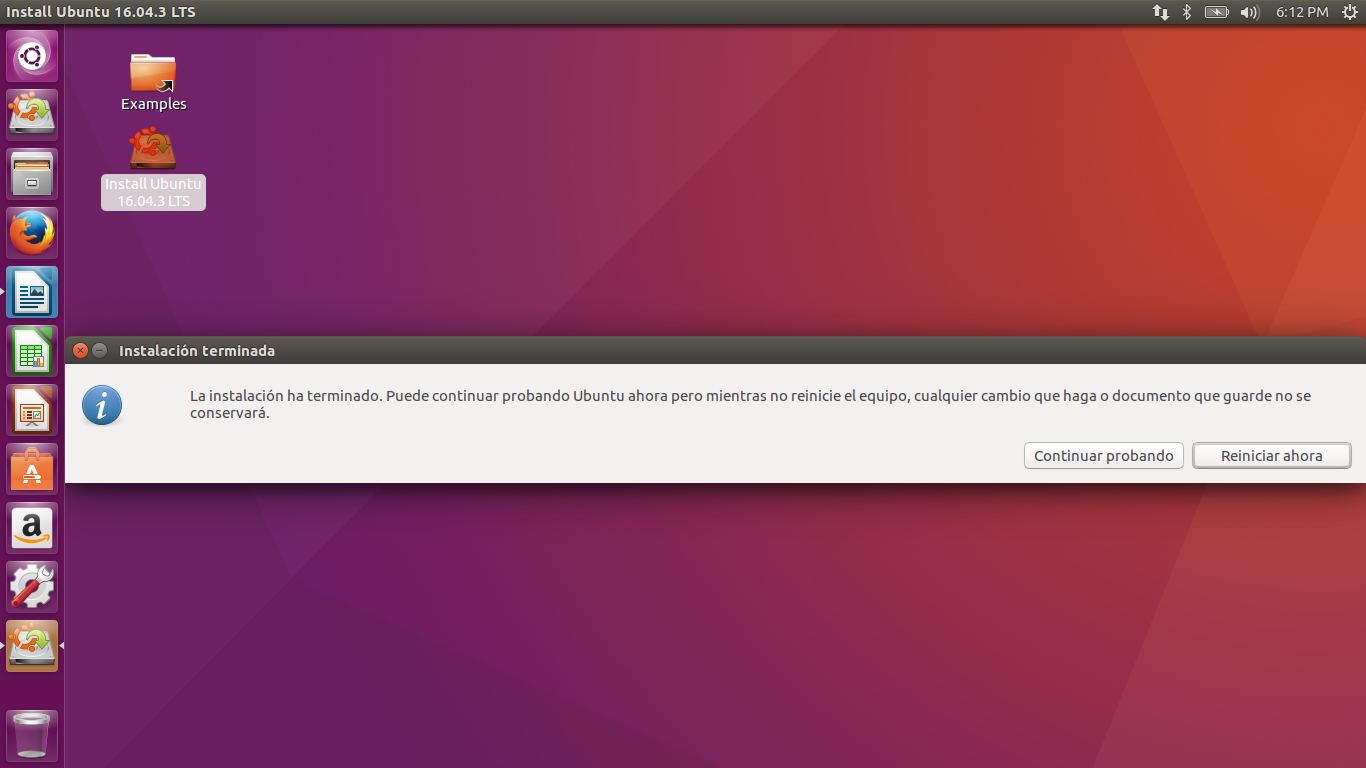 Install Ubuntu 16.04.3 LTS
6:12 PM
Examples
Install Ubuntu
16.04.3 LTS
Instalación terminada
La instalación ha terminado. Puede continuar probando Ubuntu ahora pero mientras no reinicie el equipo, cualquier cambio que haga o documento que guarde no se
conservará.
Continuar probando
Reiniciar ahora